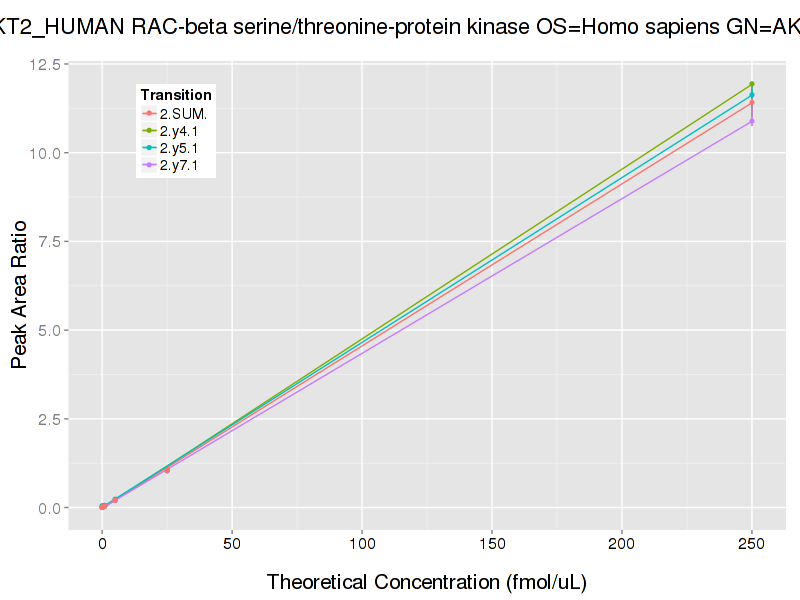 KT2_HUMAN RAC-beta serine/threonine-protein kinase OS=Homo sapiens GN=AK
12.5
10.0
7.5
5.0
2.5
0.0
Peak Area Ratio
Transition
2.SUM.
2.y4.1
2.y5.1
2.y7.1
0 50 100 150 200 250
Theoretical Concentration (fmol/uL)